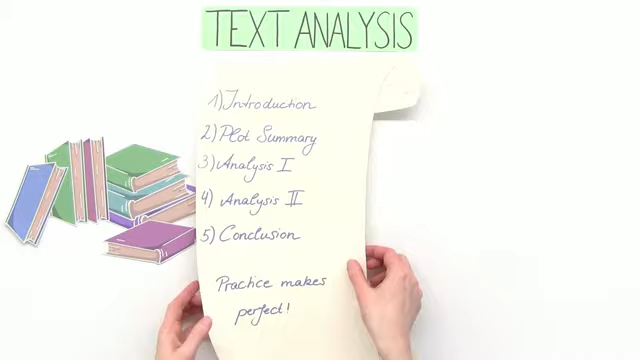 TEXT ANALYSIS
1) Introduction
2) Plot Summary
3) Analysis I
4) Analysis II
5) Conclusion
Practice makes
perfect!